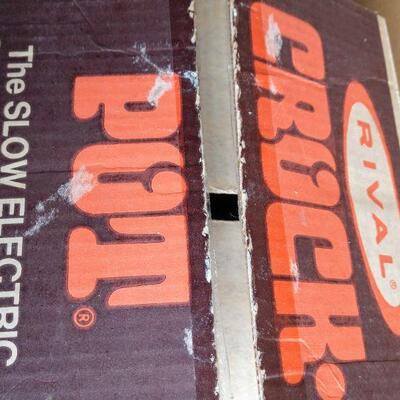 RIVAL®
CROCK•
POT®
The SLOW ELECTRIC